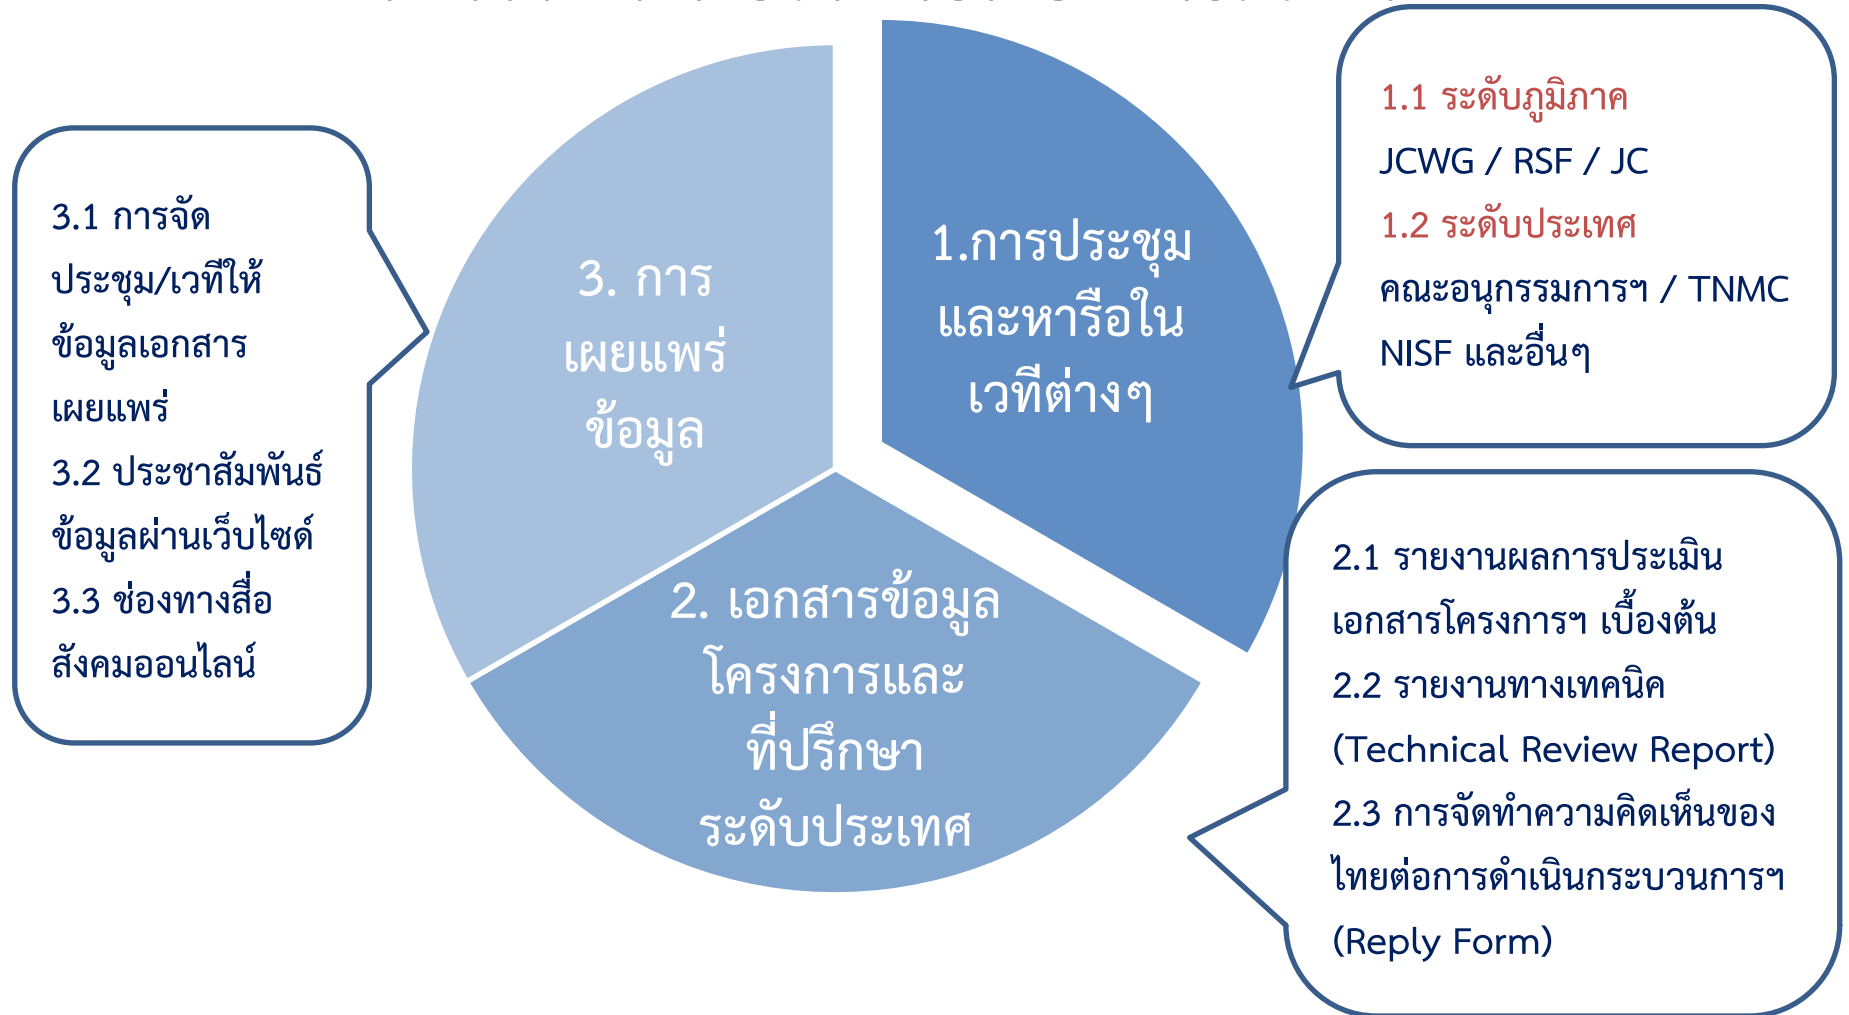 1.การประชุม
และหารือใน
เวทีต่างๆ
1.1 ระดับภูมิภาค
JCWG / RSF / JC
1.2 ระดับประเทศ
คณะอนุกรรมการฯ / TNMC
NISF และอื่นๆ
2. เอกสารข้อมูล
โครงการและ
ที่ปรึกษา
ระดับประเทศ
2.1 รายงานผลการประเมิน
เอกสารโครงการฯ เบื้องต้น
2.2 รายงานทางเทคนิค
(Technical Review Report)
2.3 การจัดทำความคิดเห็นของ
ไทยต่อการดำเนินกระบวนการฯ
(Reply Form)
3. การ
เผยแพร่
ข้อมูล
3.1 การจัด
ประชุม/เวทีให้
ข้อมูลเอกสาร
เผยแพร่
3.2 ประชาสัมพันธ์
ข้อมูลผ่านเว็บไซด์
3.3 ช่องทางสื่อ
สังคมออนไลน์